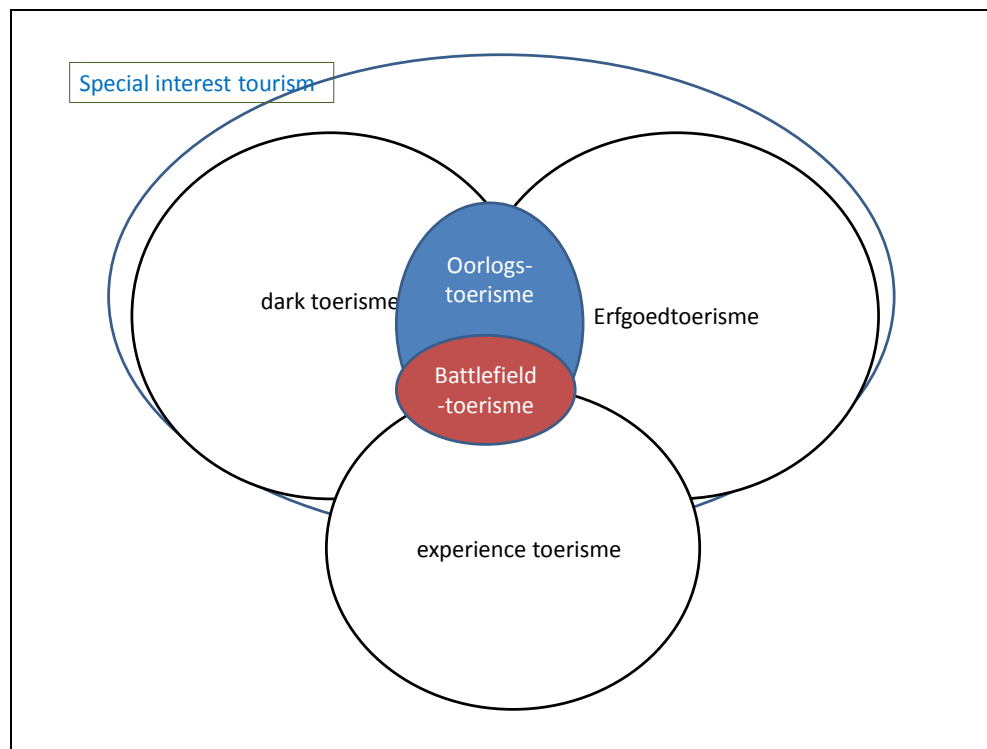 Special interest tourism
Oorlogs-
toerisme
dark toerisme
Erfgoedtoerisme
Battlefield
-toerisme
experience toerisme